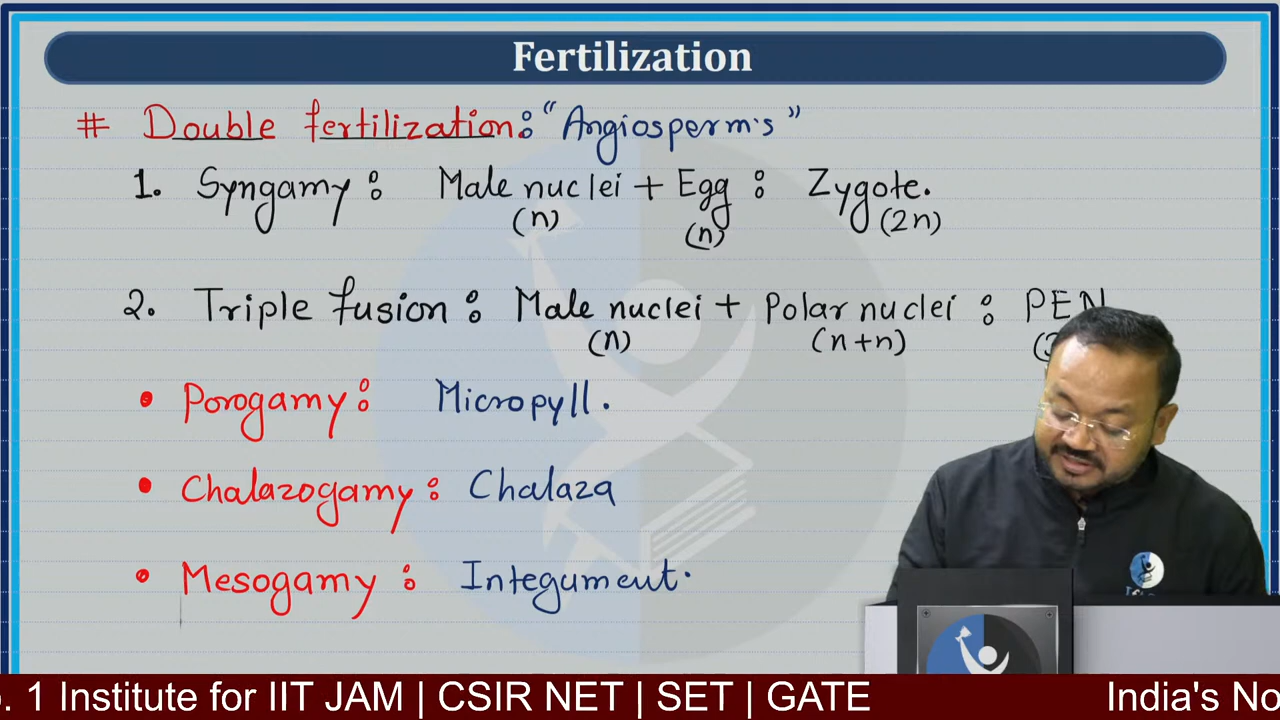 Fertilization
# Double fertilization: "Angiosperms"
1. Syngamy : Male nuclei + Egg : Zygote.
(n) (n) (2n)
2. Triple fusion : Male nuclei + Polar nuclei : PEN
(n) (n+n)
• Porogamy : Micropyll.
• Chalazogamy : Chalaza
• Mesogamy : Integument.
. 1 Institute for IIT JAM | CSIR NET | SET | GATE India's No